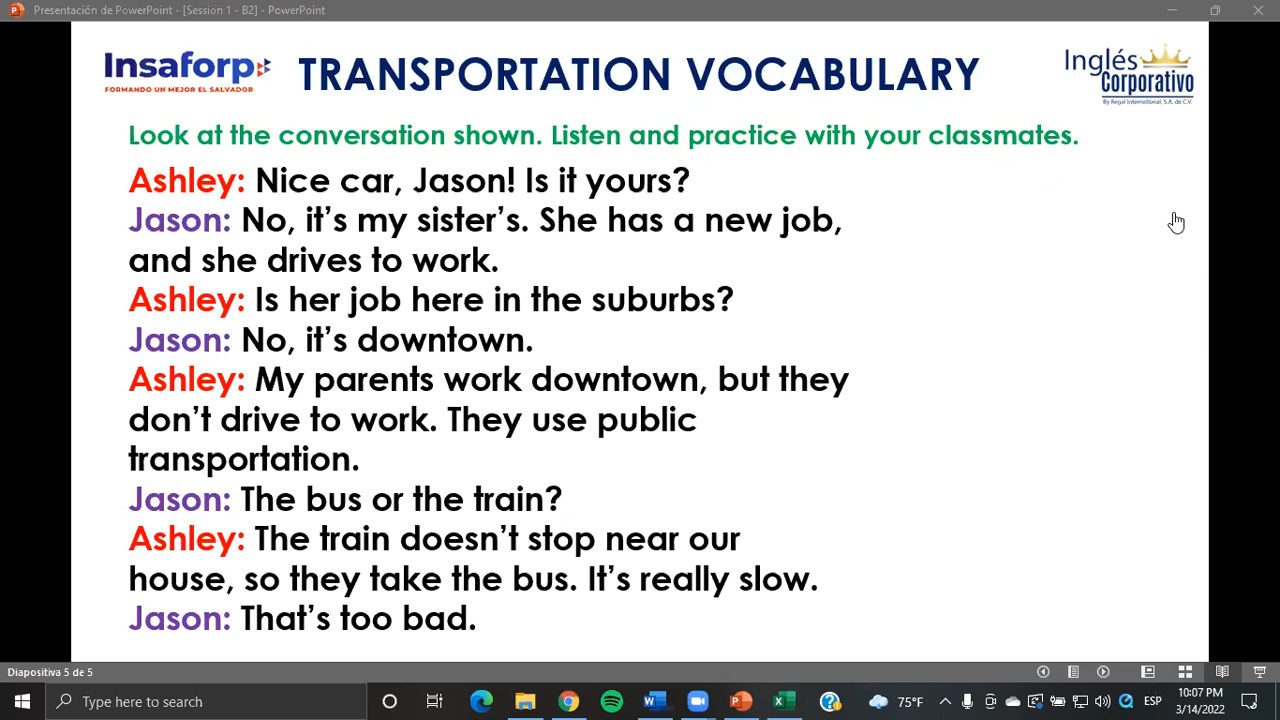 Presentación de PowerPoint - [Session 1 - B2] - PowerPoint
Insaforp
FORMANDO UN MEJOR EL SALVADOR
TRANSPORTATION VOCABULARY
Inglés
Corporativo
By Regal International, S.A. de C.V.
Look at the conversation shown. Listen and practice with your classmates.
Ashley: Nice car, Jason! Is it yours?
Jason: No, it’s my sister’s. She has a new job,
and she drives to work.
Ashley: Is her job here in the suburbs?
Jason: No, it’s downtown.
Ashley: My parents work downtown, but they
don’t drive to work. They use public
transportation.
Jason: The bus or the train?
Ashley: The train doesn’t stop near our
house, so they take the bus. It’s really slow.
Jason: That’s too bad.
Diapositiva 5 de 5
Type here to search
75°F
ESP
10:07 PM
3/14/2022